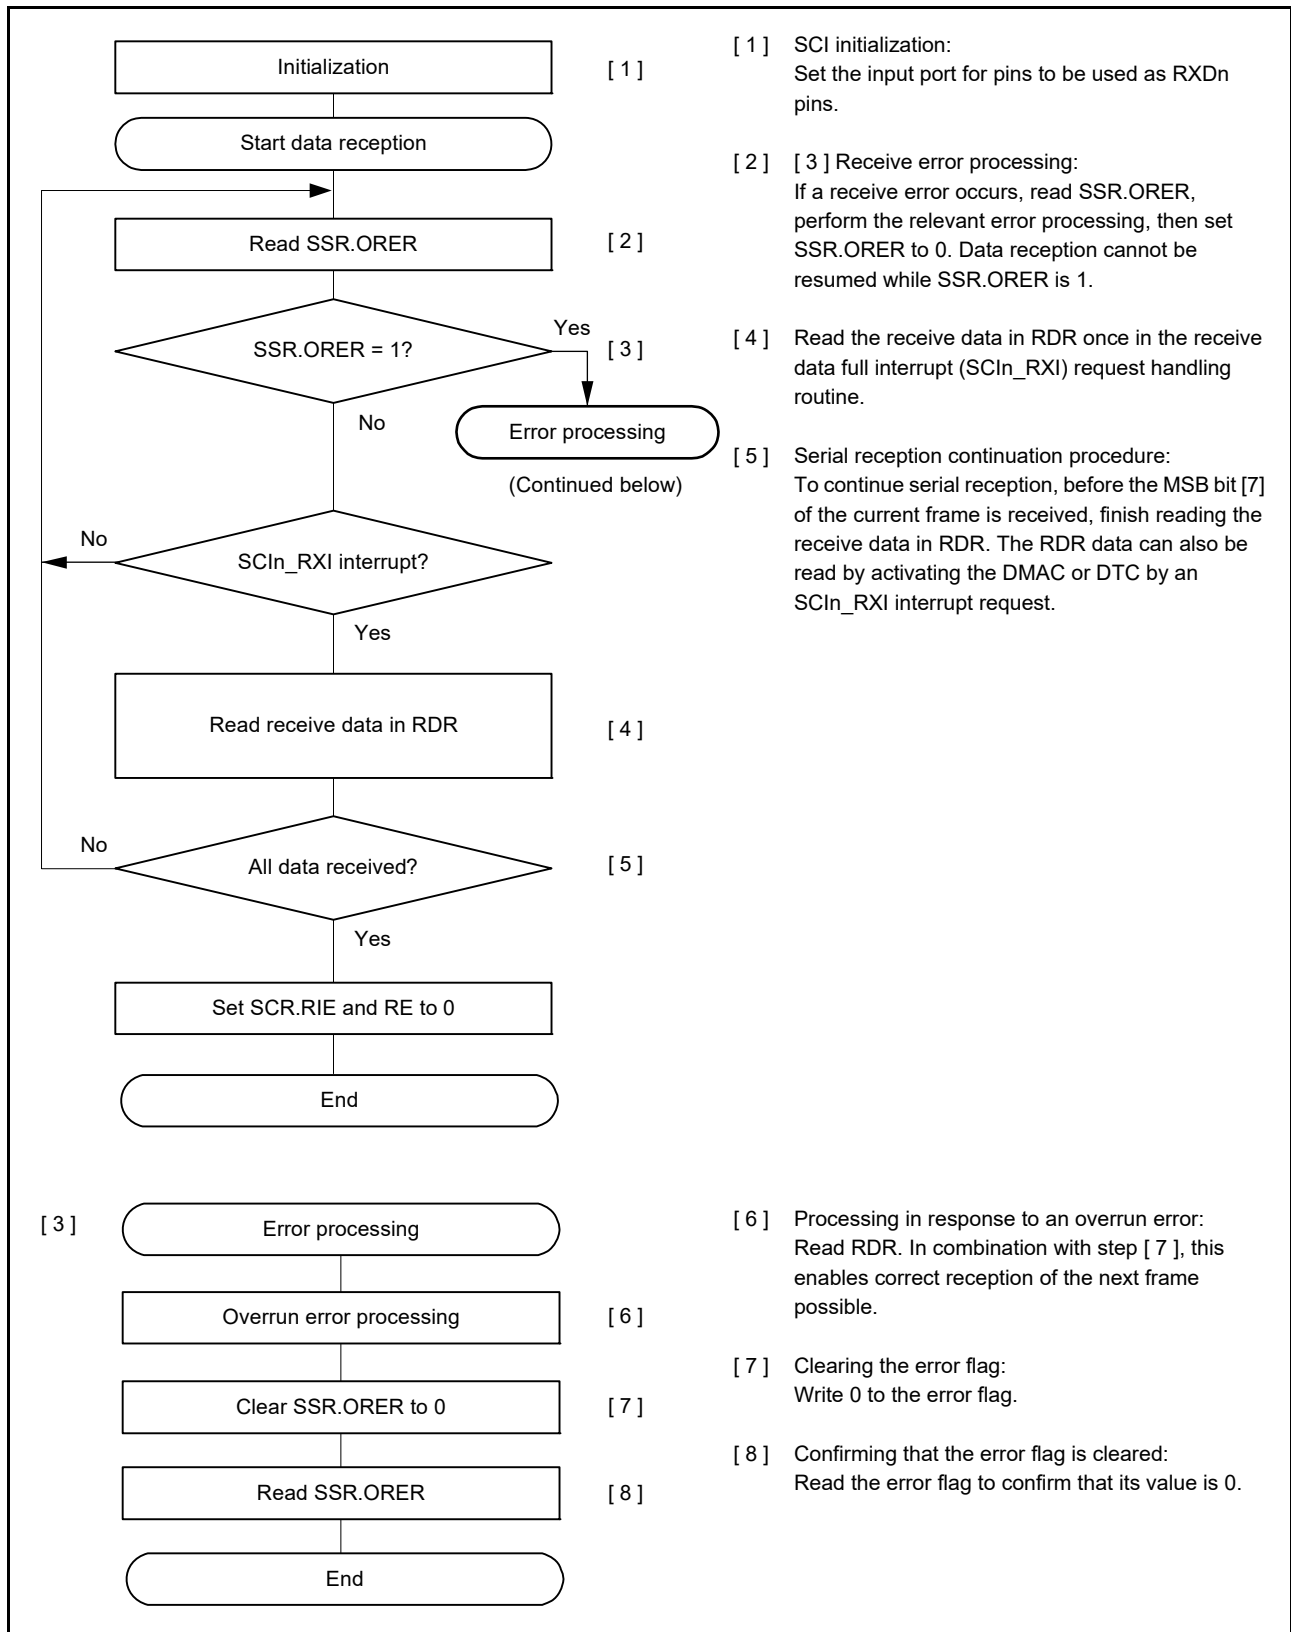 Initialization
[ 1 ]
Start data reception
Read SSR.ORER
[ 2 ]
SSR.ORER = 1?
Yes
[ 3 ]
No
Error processing
(Continued below)
No
SCIn_RXI interrupt?
Yes
Read receive data in RDR
[ 4 ]
No
All data received?
[ 5 ]
Yes
Set SCR.RIE and RE to 0
End
[ 1 ] SCI initialization:
Set the input port for pins to be used as RXDn
pins.
[ 2 ] [ 3 ] Receive error processing:
If a receive error occurs, read SSR.ORER,
perform the relevant error processing, then set
SSR.ORER to 0. Data reception cannot be
resumed while SSR.ORER is 1.
[ 4 ] Read the receive data in RDR once in the receive
data full interrupt (SCIn_RXI) request handling
routine.
[ 5 ] Serial reception continuation procedure:
To continue serial reception, before the MSB bit [7]
of the current frame is received, finish reading the
receive data in RDR. The RDR data can also be
read by activating the DMAC or DTC by an
SCIn_RXI interrupt request.
[ 3 ]
Error processing
Overrun error processing
[ 6 ]
Clear SSR.ORER to 0
[ 7 ]
Read SSR.ORER
[ 8 ]
End
[ 6 ] Processing in response to an overrun error:
Read RDR. In combination with step [ 7 ], this
enables correct reception of the next frame
possible.
[ 7 ] Clearing the error flag:
Write 0 to the error flag.
[ 8 ] Confirming that the error flag is cleared:
Read the error flag to confirm that its value is 0.